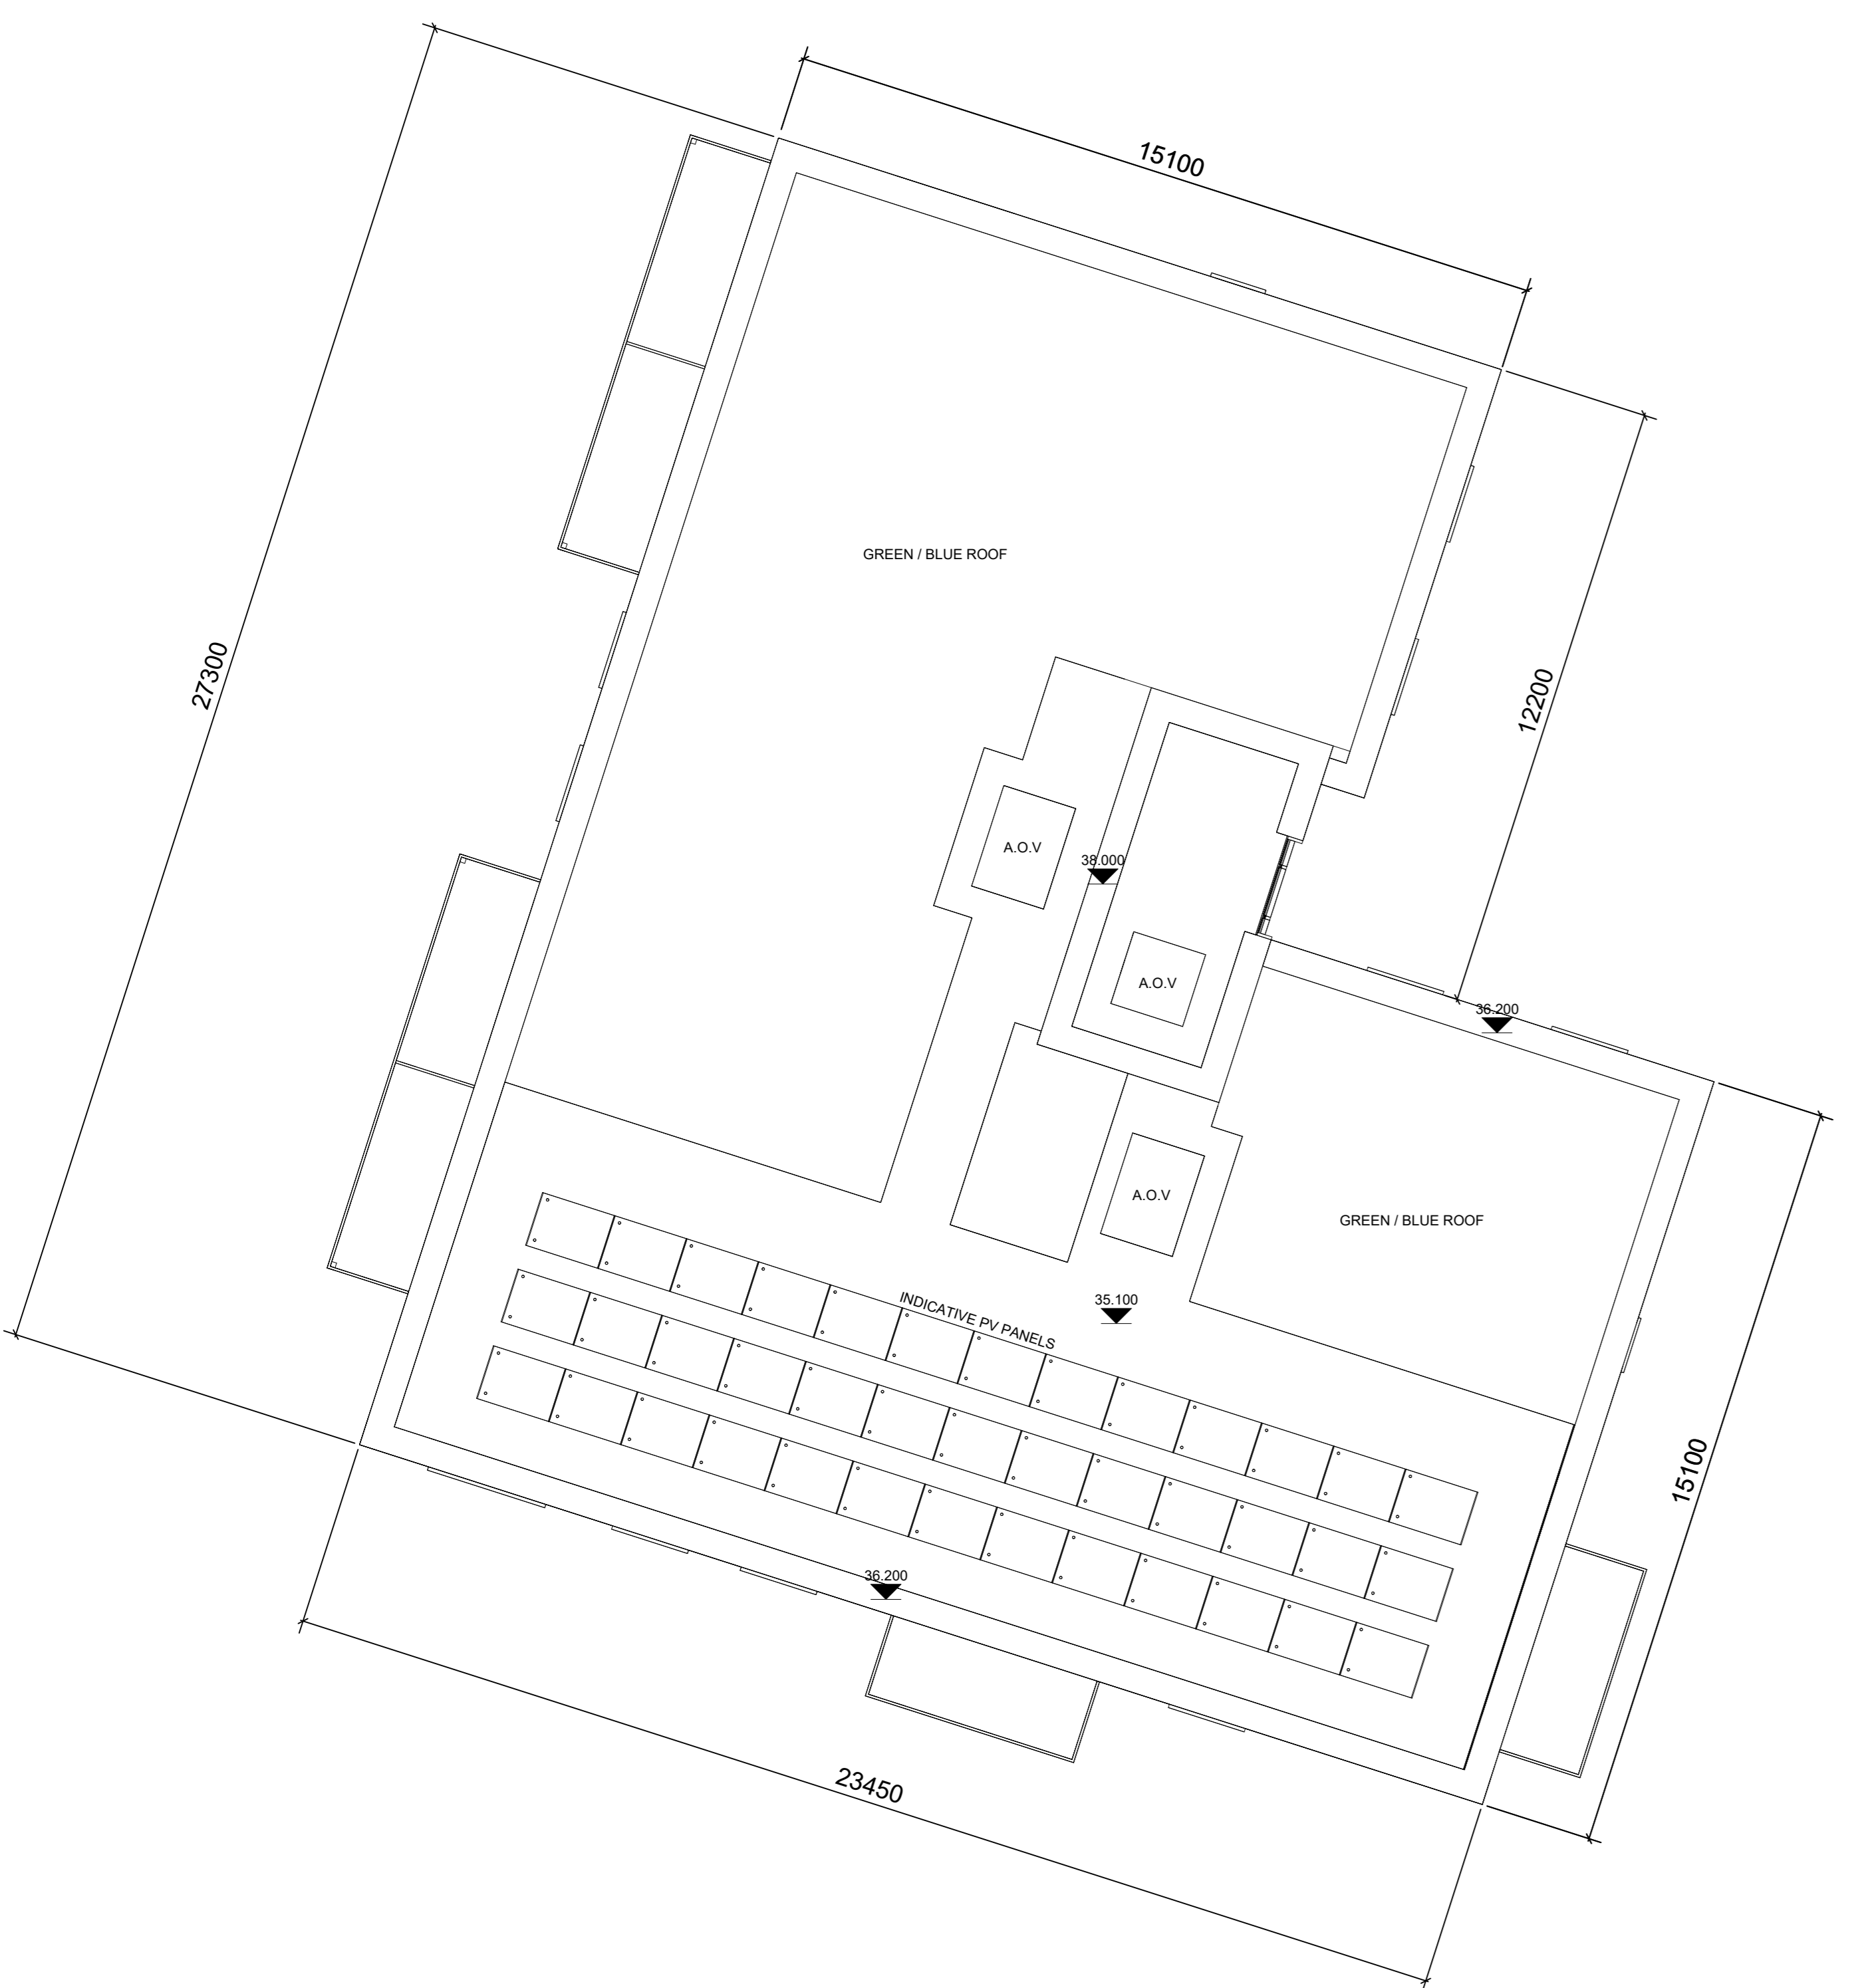 15100
GREEN / BLUE ROOF
27300
12200
A.O.V
38.000
A.O.V
36.200
A.O.V
GREEN / BLUE ROOF
INDICATIVE PV PANELS
35.100
15100
36.200
23450